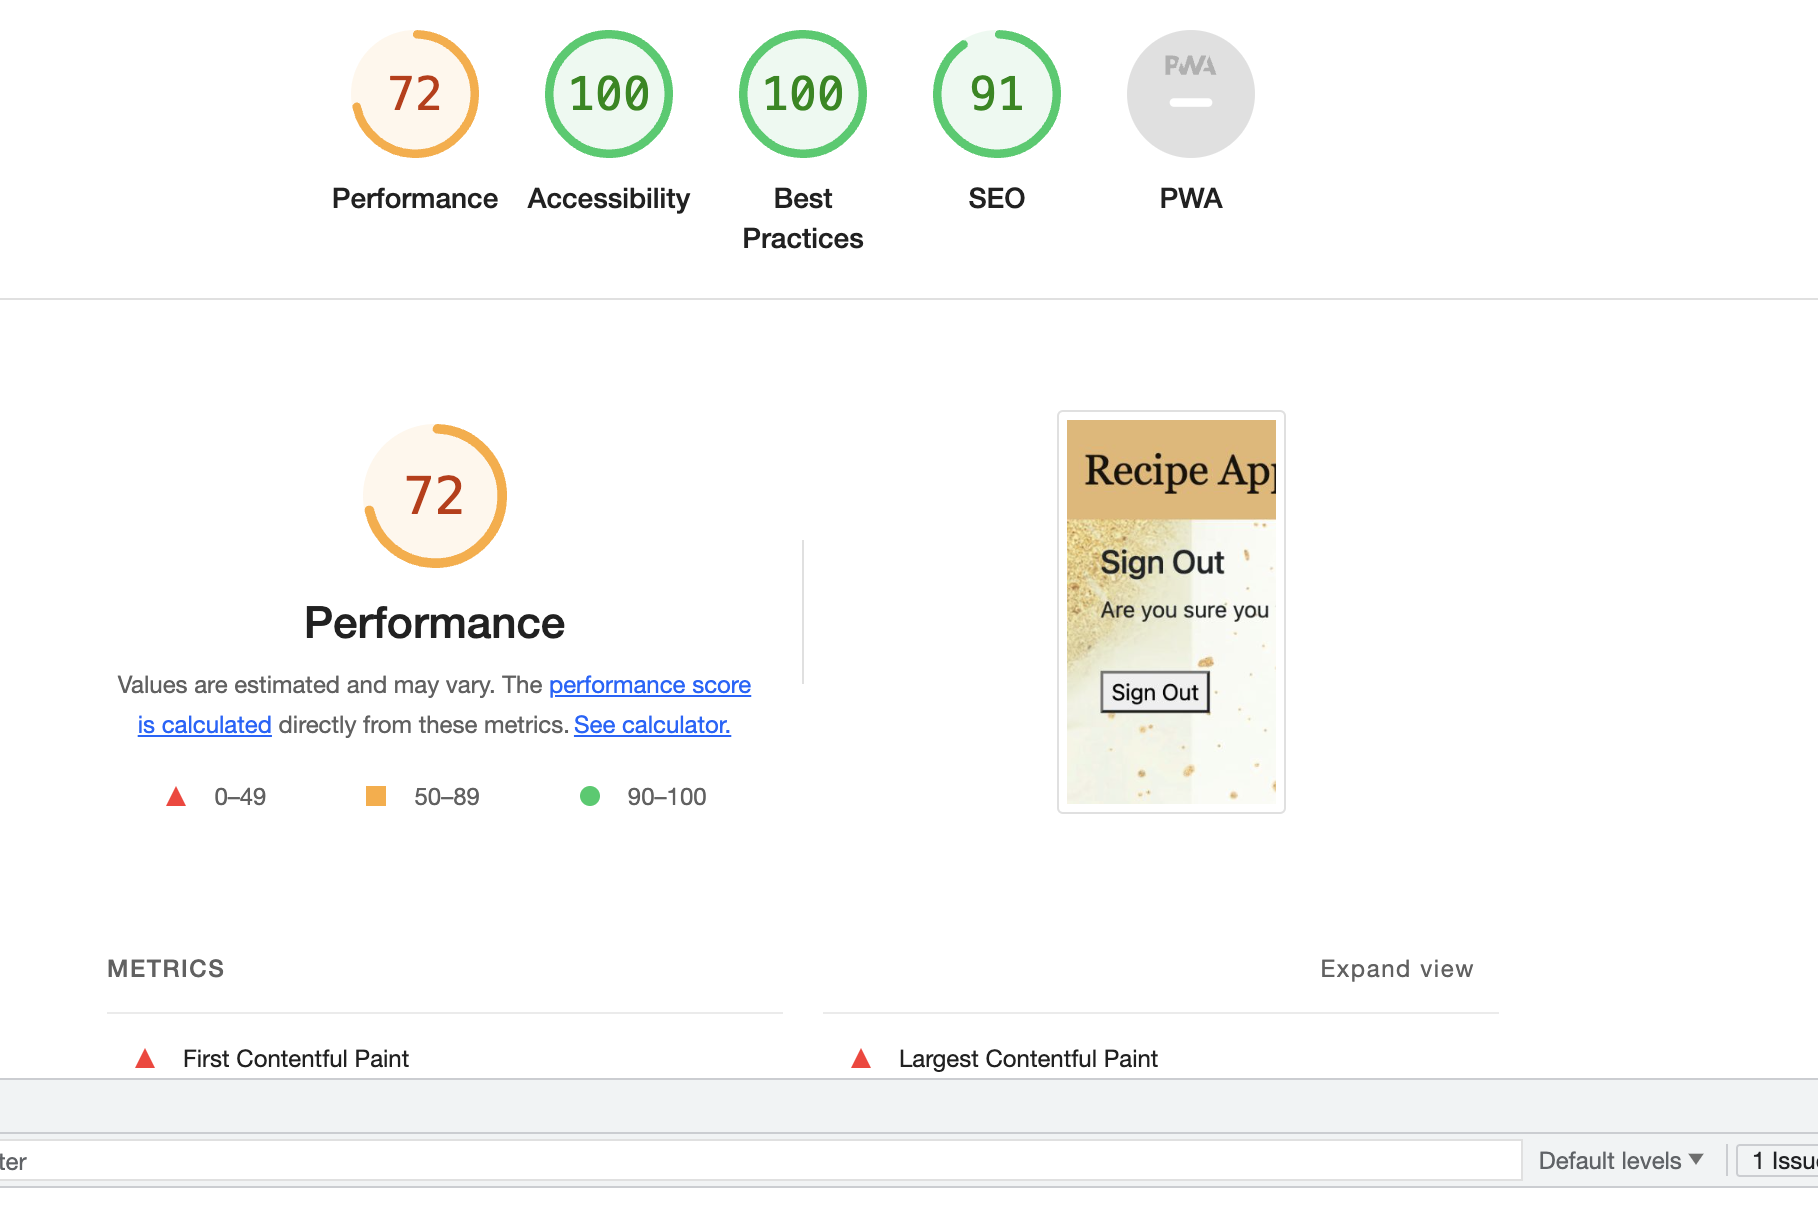 72
100
100
91
PWA
Performance
Accessibility
Best
Practices
SEO
PWA
72
Performance
Values are estimated and may vary. The performance score
is calculated directly from these metrics. See calculator.
0–49
50–89
90–100
Recipe App
Sign Out
Are you sure you
Sign Out
METRICS
Expand view
First Contentful Paint
Largest Contentful Paint
ter
Default levels
1 Issue